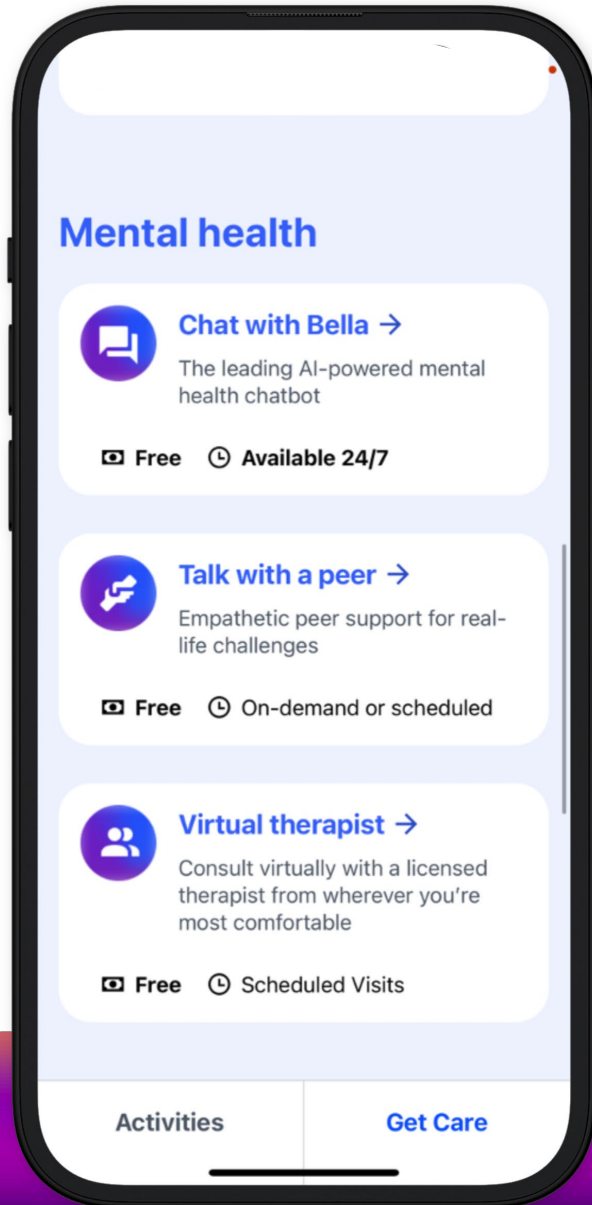 Mental health
Chat with Bella →
The leading AI-powered mental
health chatbot
Free Available 24/7
Talk with a peer →
Empathetic peer support for real-
life challenges
Free On-demand or scheduled
Virtual therapist →
Consult virtually with a licensed
therapist from wherever you're
most comfortable
Free Scheduled Visits
Activities Get Care